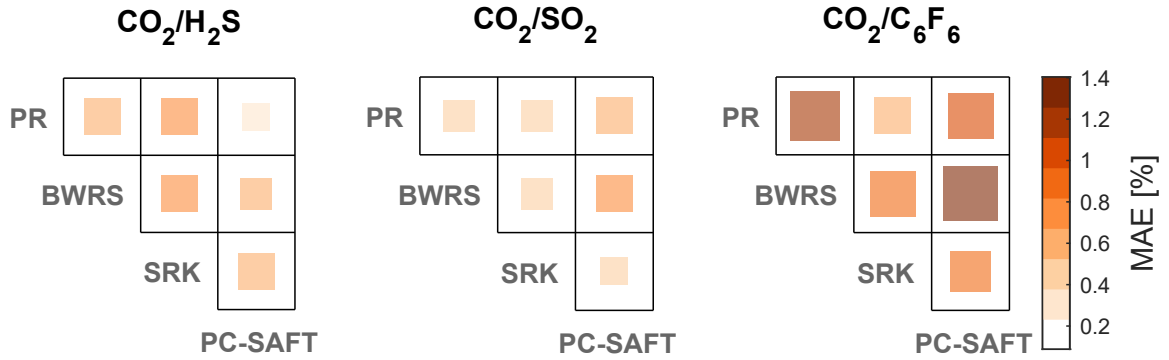 CO₂/H₂S
CO₂/SO₂
CO₂/C₆F₆
PR
BWRS
SRK
PC-SAFT
PR
BWRS
SRK
PC-SAFT
PR
BWRS
SRK
PC-SAFT
1.4
1.2
1
0.8
0.6
0.4
0.2
MAE [%]